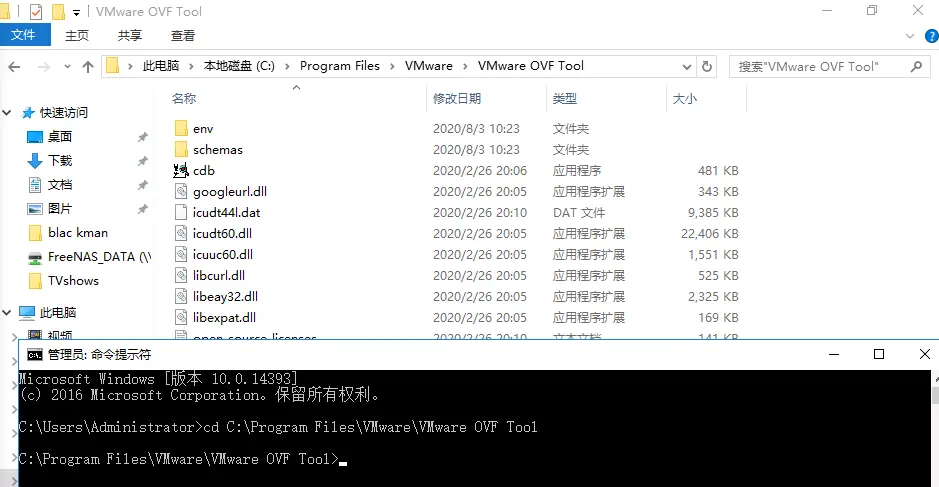 VMware OVF Tool
文件 主页 共享 查看
此电脑 本地磁盘 (C:) Program Files VMware VMware OVF Tool 搜索"VMware OVF Tool"
名称 修改日期 类型 大小
快速访问
桌面
下载
文档
图片
blac kman
FreeNAS_DATA (\\
TVshows
此电脑
视频
env 2020/8/3 10:23 文件夹
schemas 2020/8/3 10:23 文件夹
cdb 2020/2/26 20:06 应用程序 481 KB
googleurl.dll 2020/2/26 20:05 应用程序扩展 343 KB
icudt44l.dat 2020/2/26 20:10 DAT 文件 9,385 KB
icudt60.dll 2020/2/26 20:05 应用程序扩展 22,406 KB
icuuc60.dll 2020/2/26 20:05 应用程序扩展 1,551 KB
libcurl.dll 2020/2/26 20:05 应用程序扩展 525 KB
libeay32.dll 2020/2/26 20:05 应用程序扩展 2,325 KB
libexpat.dll 2020/2/26 20:05 应用程序扩展 169 KB
open source licenses 2020/2/26 20:10 文本文档 141 KB
管理员: 命令提示符
Microsoft Windows [版本 10.0.14393]
(c) 2016 Microsoft Corporation。保留所有权利。
C:\Users\Administrator>cd C:\Program Files\VMware\VMware OVF Tool
C:\Program Files\VMware\VMware OVF Tool>